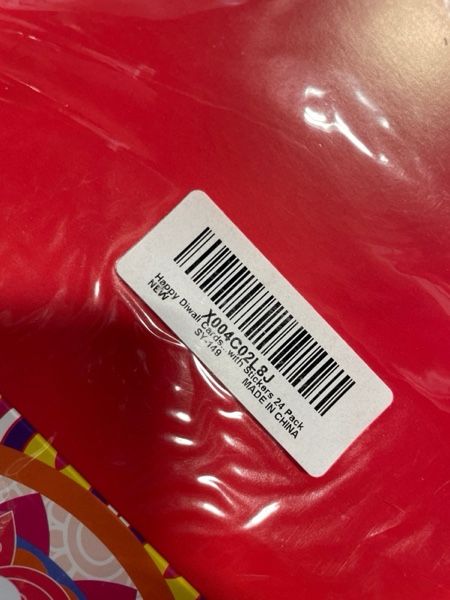 X004C02L8J
Happy Diwali Cards...with Stickers 24 Pack
NEW
SY-149
MADE IN CHINA